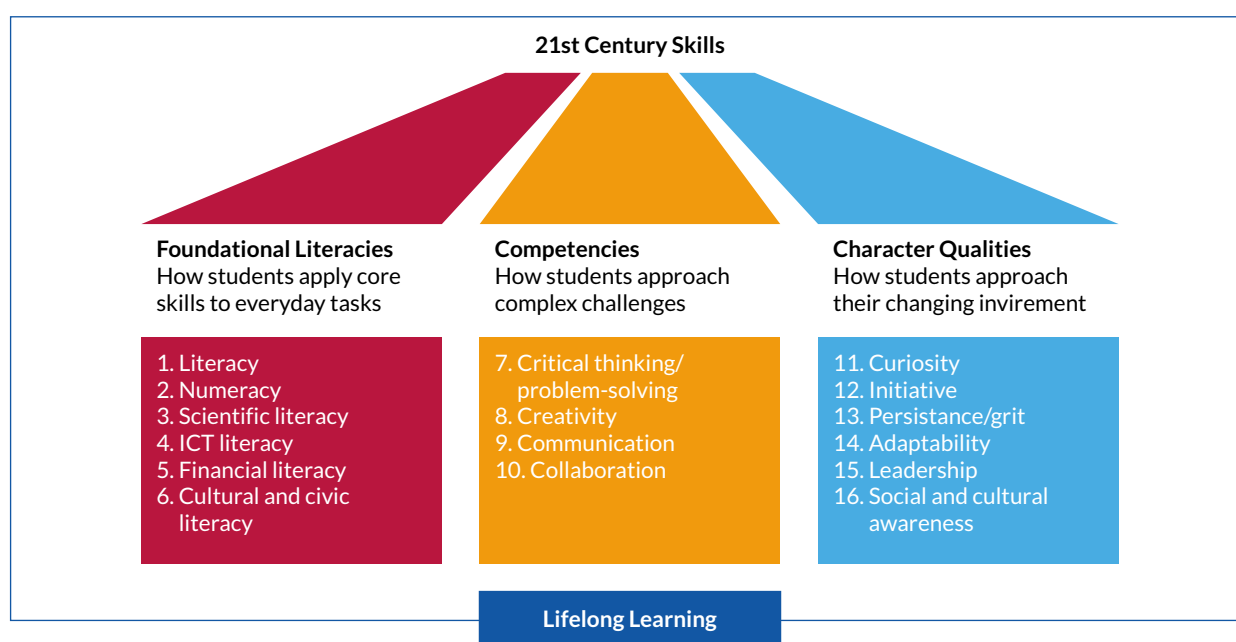 21st Century Skills
Foundational Literacies
How students apply core
skills to everyday tasks
1. Literacy
2. Numeracy
3. Scientific literacy
4. ICT literacy
5. Financial literacy
6. Cultural and civic
literacy
Competencies
How students approach
complex challenges
7. Critical thinking/
problem-solving
8. Creativity
9. Communication
10. Collaboration
Character Qualities
How students approach
their changing invirement
11. Curiosity
12. Initiative
13. Persistance/grit
14. Adaptability
15. Leadership
16. Social and cultural
awareness
Lifelong Learning